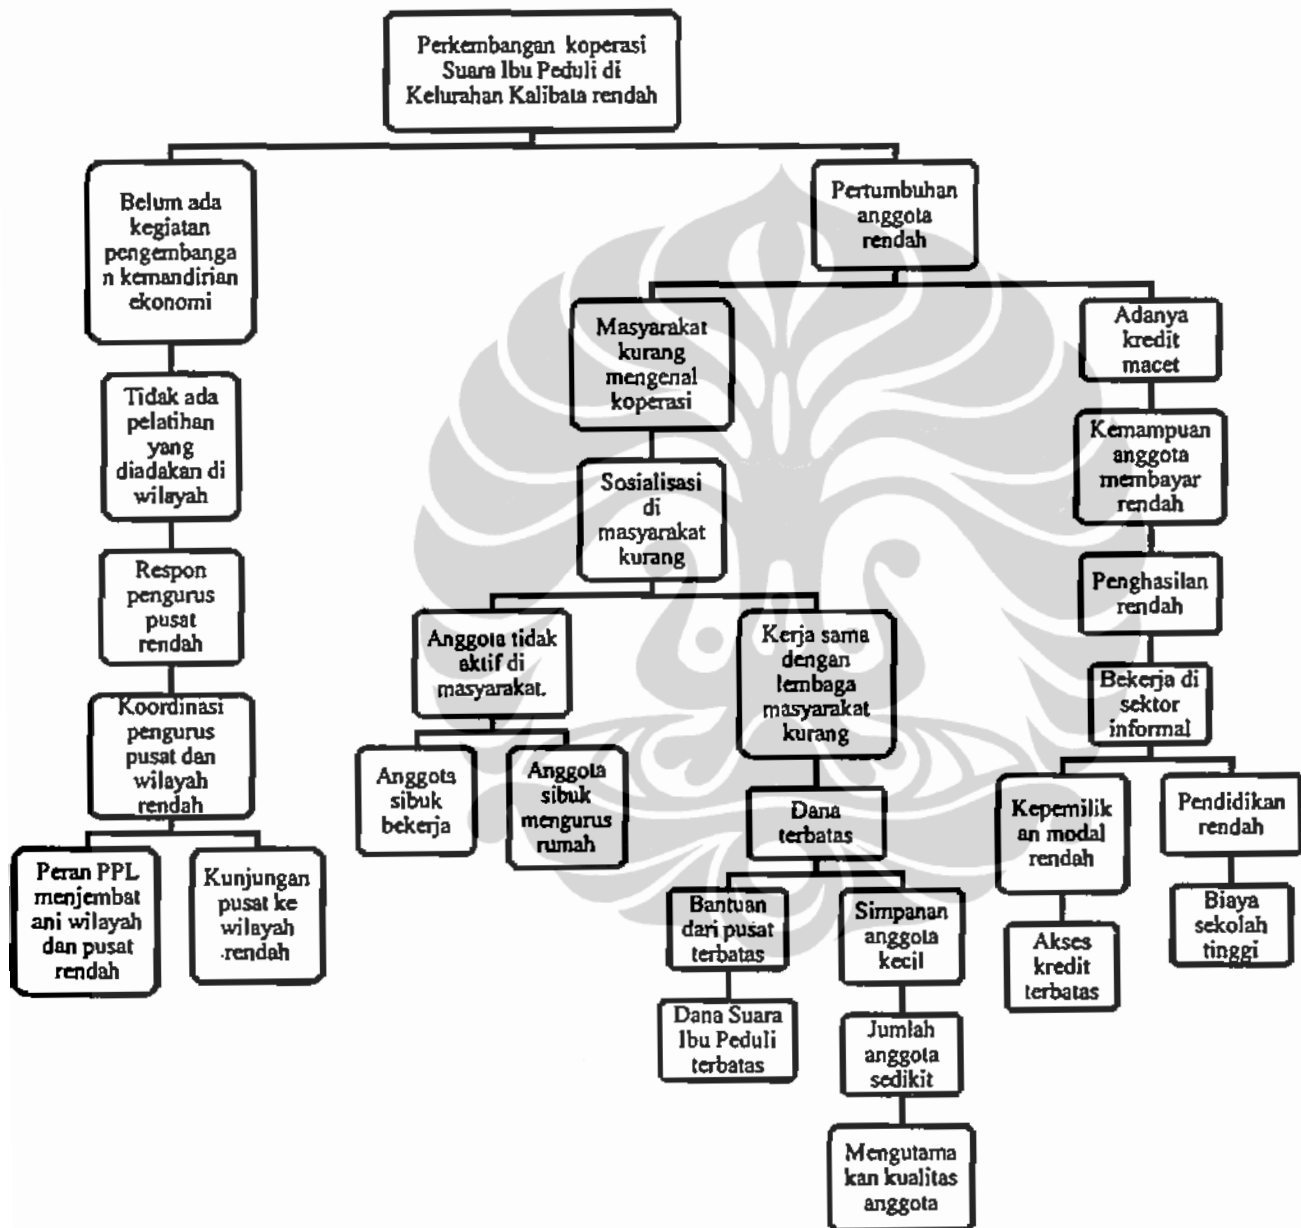 Perkembangan koperasi
Suara Ibu Peduli di
Kelurahan Kalibata rendah
Belum ada
kegiatan
pengembanga
n kemandirian
ekonomi
Tidak ada
pelatihan
yang
diadakan di
wilayah
Respon
pengurus
pusat
rendah
Koordinasi
pengurus
pusat dan
wilayah
rendah
Peran PPL
menjembat
ani wilayah
dan pusat
rendah
Kunjungan
pusat ke
wilayah
rendah
Pertumbuhan
anggota
rendah
Masyarakat
kurang
mengenal
koperasi
Sosialisasi
di
masyarakat
kurang
Anggota tidak
aktif di
masyarakat.
Anggota
sibuk
bekerja
Anggota
sibuk
mengurus
rumah
Kerja sama
dengan
lembaga
masyarakat
kurang
Dana
terbatas
Bantuan
dari pusat
terbatas
Dana Suara
Ibu Peduli
terbatas
Simpanan
anggota
kecil
Jumlah
anggota
sedikit
Mengutama
kan kualitas
anggota
Adanya
kredit
macet
Kemampuan
anggota
membayar
rendah
Penghasilan
rendah
Bekerja di
sektor
informal
Kepemilik
an modal
rendah
Akses
kredit
terbatas
Pendidikan
rendah
Biaya
sekolah
tinggi